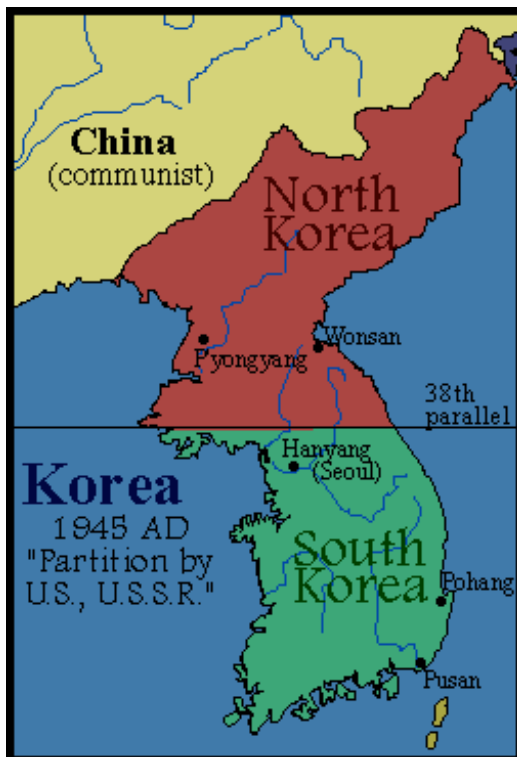 China
(communist)
North
Korea
Wonsan
Pyongyang
38th
parallel
Hanyang
(Seoul)
Korea
1945 AD
"Partition by
U.S., U.S.S.R."
South
Korea
Pohang
Pusan